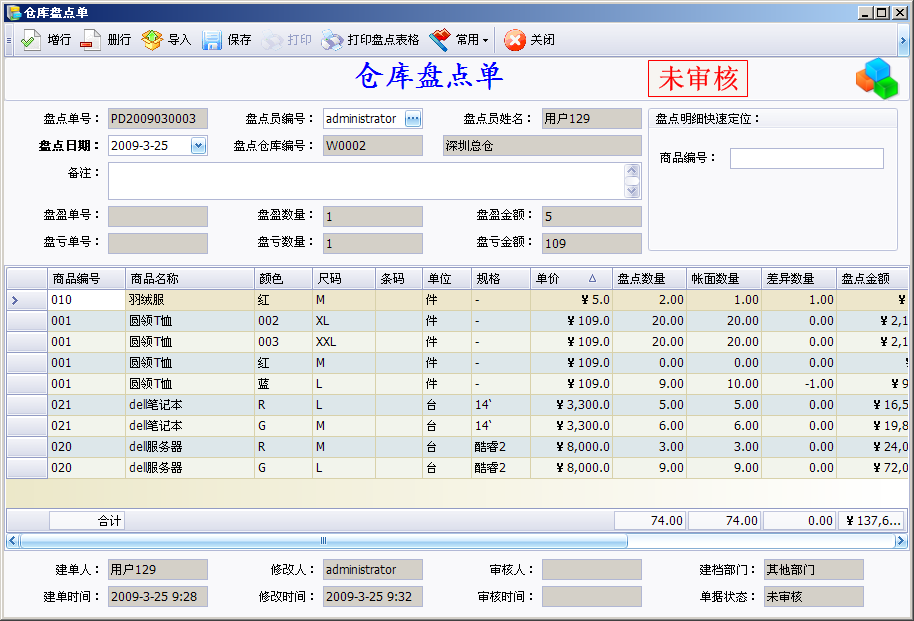 仓库盘点单
增行 删行 导入 保存 打印 打印盘点表格 常用 关闭
仓库盘点单 未审核
盘点单号： PD2009030003 盘点员编号： administrator 盘点员姓名： 用户129 盘点明细快速定位：
盘点日期： 2009-3-25 盘点仓库编号： W0002 深圳总仓
商品编号：
备注：
盘盈单号： 盘盈数量： 1 盘盈金额： 5
盘亏单号： 盘亏数量： 1 盘亏金额： 109
商品编号 商品名称 颜色 尺码 条码 单位 规格 单价 盘点数量 帐面数量 差异数量 盘点金额
010 羽绒服 红 M 件 - ¥ 5.0 2.00 1.00 1.00 ¥
001 圆领T恤 002 XL 件 - ¥ 109.0 20.00 20.00 0.00 ¥ 2,1
001 圆领T恤 003 XXL 件 - ¥ 109.0 20.00 20.00 0.00 ¥ 2,1
001 圆领T恤 红 M 件 - ¥ 109.0 0.00 0.00 0.00
001 圆领T恤 蓝 L 件 - ¥ 109.0 9.00 10.00 -1.00 ¥ 9
021 dell笔记本 R L 台 14` ¥ 3,300.0 5.00 5.00 0.00 ¥ 16,5
021 dell笔记本 G M 台 14` ¥ 3,300.0 6.00 6.00 0.00 ¥ 19,8
020 dell服务器 R M 台 酷睿2 ¥ 8,000.0 3.00 3.00 0.00 ¥ 24,0
020 dell服务器 G L 台 酷睿2 ¥ 8,000.0 9.00 9.00 0.00 ¥ 72,0
合计 74.00 74.00 0.00 ¥ 137,6...
建单人： 用户129 修改人： administrator 审核人： 建档部门： 其他部门
建单时间： 2009-3-25 9:28 修改时间： 2009-3-25 9:32 审核时间： 单据状态： 未审核